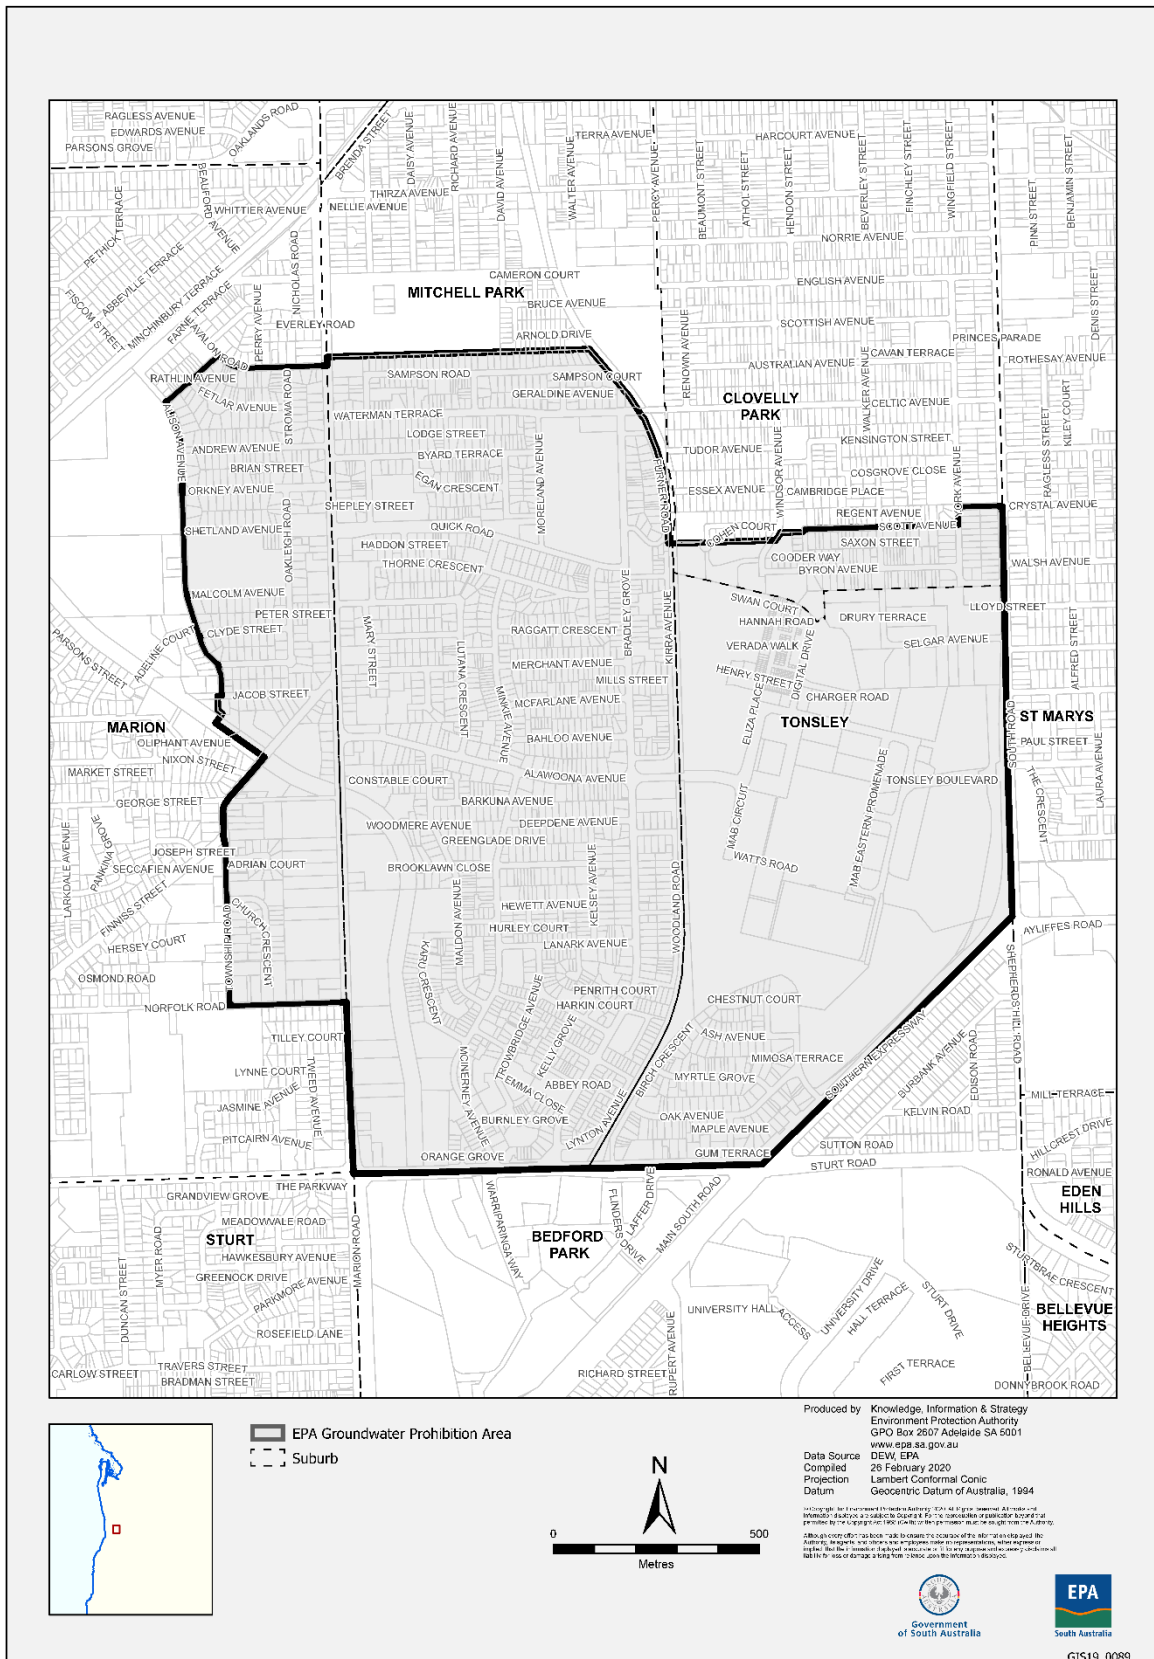 RAGLESS AVENUE
EDWARDS AVENUE
PARSONS GROVE
OAKLANDS ROAD
BRENDA STREET
DAISY AVENUE
RICHARD AVENUE
TERRA AVENUE
PERCY AVENUE
HARCOURT AVENUE
BEAUMONT STREET
ATHOL STREET
HENDON STREET
BEVERLEY STREET
FINCHLEY STREET
WINGFIELD STREET
PINN STREET
BENJAMIN STREET
THIRZA AVENUE
NELLIE AVENUE
DAVID AVENUE
WALTER AVENUE
BEAUFORD AVENUE
WHITTIER AVENUE
PETHICK TERRACE
ABBEVILLE TERRACE
MINCHINBURY TERRACE
FARNE TERRACE
FISCOM STREET
NICHOLAS ROAD
NORRIE AVENUE
CAMERON COURT
ENGLISH AVENUE
MITCHELL PARK
BRUCE AVENUE
DENIS STREET
EVERLEY ROAD
PERRY AVENUE
AVALON ROAD
ARNOLD DRIVE
SCOTTISH AVENUE
PRINCES PARADE
CAVAN TERRACE
ROTHESAY AVENUE
AUSTRALIAN AVENUE
RENOWN AVENUE
RATHLIN AVENUE
FETLAR AVENUE
STROMA ROAD
SAMPSON ROAD
SAMPSON COURT
GERALDINE AVENUE
CLOVELLY
PARK
WALKER AVENUE
CELTIC AVENUE
KILEY COURT
RAGLESS STREET
ALISON AVENUE
WATERMAN TERRACE
LODGE STREET
BYARD TERRACE
EGAN CRESCENT
MORELAND AVENUE
TUDOR AVENUE
WINDSOR AVENUE
KENSINGTON STREET
COSGROVE CLOSE
ANDREW AVENUE
BRIAN STREET
ORKNEY AVENUE
SHEPLEY STREET
ESSEX AVENUE
CAMBRIDGE PLACE
REGENT AVENUE
YORK AVENUE
CRYSTAL AVENUE
FURNER ROAD
SHETLAND AVENUE
OAKLEIGH ROAD
QUICK ROAD
HADDON STREET
THORNE CRESCENT
COHEN COURT
SCOTT AVENUE
SAXON STREET
COODER WAY
BYRON AVENUE
WALSH AVENUE
MALCOLM AVENUE
PETER STREET
CLYDE STREET
MARY STREET
LUTANA CRESCENT
RAGGATT CRESCENT
BRADLEY GROVE
KIRRA AVENUE
SWAN COURT
HANNAH ROAD
DRURY TERRACE
LLOYD STREET
SELGAR AVENUE
VERADA WALK
DIGITAL DRIVE
HENRY STREET
ALFRED STREET
PARSONS STREET
ADELINE COURT
JACOB STREET
MERCHANT AVENUE
MILLS STREET
MCFARLANE AVENUE
MINKIE AVENUE
CHARGER ROAD
ELIZA PLACE
TONSLEY
ST MARYS
SOUTH ROAD
PAUL STREET
MARION
OLIPHANT AVENUE
NIXON STREET
MARKET STREET
BAHLOO AVENUE
ALAWOONA AVENUE
CONSTABLE COURT
TONSLEY BOULEVARD
THE CRESCENT
LAURA AVENUE
GEORGE STREET
BARKUNA AVENUE
DEEPDENE AVENUE
WOODMERE AVENUE
GREENGLADE DRIVE
MAB CIRCUIT
MAB EASTERN PROMENADE
WATTS ROAD
LARKDALE AVENUE
PANKINA GROVE
JOSEPH STREET
SECCAFIEN AVENUE
ADRIAN COURT
BROOKLAWN CLOSE
KELSEY AVENUE
FINNISS STREET
HERSEY COURT
TOWNSHIP ROAD
CHURCH CRESCENT
MALDON AVENUE
HEWETT AVENUE
HURLEY COURT
LANARK AVENUE
WOODLAND ROAD
AYLIFFES ROAD
OSMOND ROAD
NORFOLK ROAD
KARU CRESCENT
TROWBRIDGE AVENUE
PENRITH COURT
HARKIN COURT
CHESTNUT COURT
SHEPHERDS HILL ROAD
TILLEY COURT
LYNNE COURT
TWEED AVENUE
JASMINE AVENUE
PITCAIRN AVENUE
MCINERNEY AVENUE
KELLY GROVE
EMMA CLOSE
ABBEY ROAD
BURNLEY GROVE
LYNTON AVENUE
BIRCH CRESCENT
ASH AVENUE
MIMOSA TERRACE
MYRTLE GROVE
OAK AVENUE
MAPLE AVENUE
GUM TERRACE
SOUTHERN EXPRESSWAY
BURBANK AVENUE
EDISON ROAD
KELVIN ROAD
MILL TERRACE
HILLCREST DRIVE
RONALD AVENUE
SUTTON ROAD
STURT ROAD
ORANGE GROVE
THE PARKWAY
GRANDVIEW GROVE
MEADOWVALE ROAD
STURT
HAWKESBURY AVENUE
GREENOCK DRIVE
PARKMORE AVENUE
MYER ROAD
DUNCAN STREET
ROSEFIELD LANE
TRAVERS STREET
CARLOW STREET
BRADMAN STREET
MARION ROAD
WARRIPARINGA WAY
BEDFORD
PARK
FLINDERS DRIVE
LAFFER DRIVE
MAIN SOUTH ROAD
EDEN
HILLS
STURTBRAE CRESCENT
BELLEVUE
HEIGHTS
BELLEVUE DRIVE
UNIVERSITY HALL
ACCESS
UNIVERSITY DRIVE
HALL TERRACE
STURT DRIVE
FIRST TERRACE
RICHARD STREET
RUPERT AVENUE
DONNYBROOK ROAD
EPA Groundwater Prohibition Area
Suburb
N
0 500
Metres
Produced by Knowledge, Information & Strategy
Environment Protection Authority
GPO Box 2607 Adelaide SA 5001
www.epa.sa.gov.au
Data Source DEW, EPA
Compiled 26 February 2020
Projection Lambert Conformal Conic
Datum Geocentric Datum of Australia, 1994
Government
of South Australia
EPA
South Australia
GIS19_0089